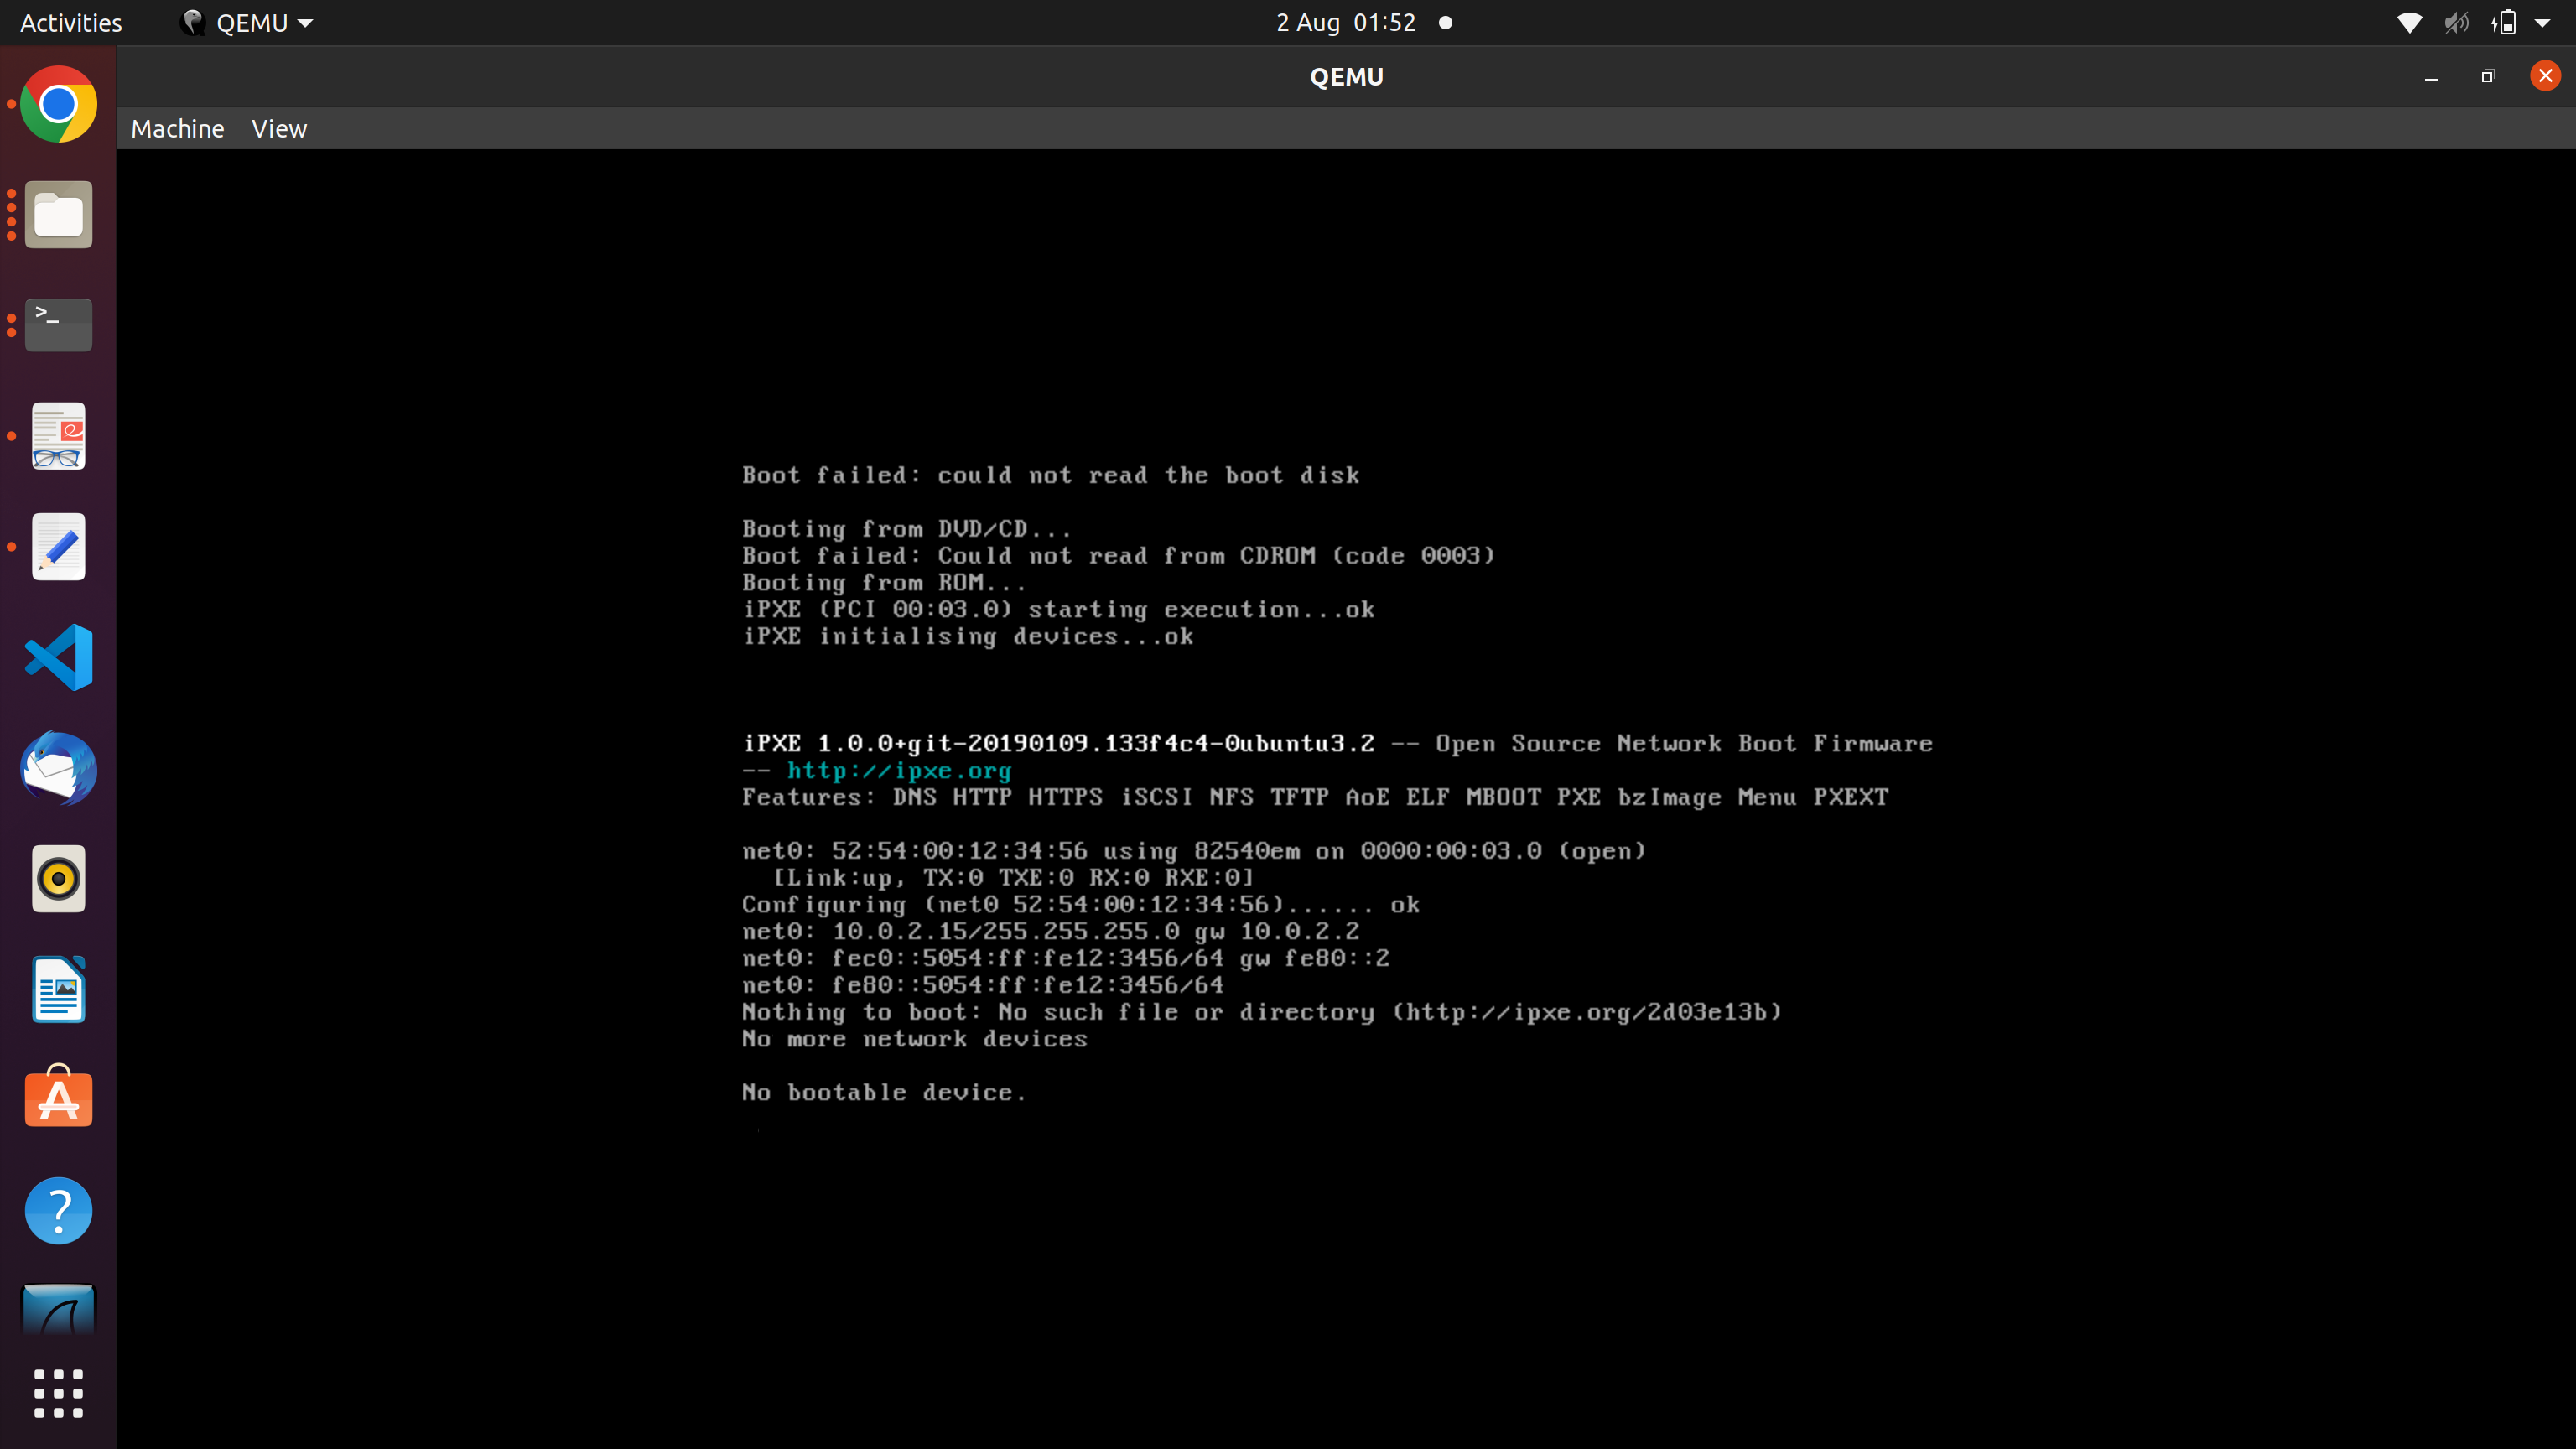 Activities QEMU 2 Aug 01:52
QEMU
Machine View
>_
Boot failed: could not read the boot disk
Booting from DVD/CD...
Boot failed: Could not read from CDROM (code 0003)
Booting from ROM...
iPXE (PCI 00:03.0) starting execution...ok
iPXE initialising devices...ok
iPXE 1.0.0+git-20190109.133f4c4-0ubuntu3.2 -- Open Source Network Boot Firmware
-- http://ipxe.org
Features: DNS HTTP HTTPS iSCSI NFS TFTP AoE ELF MBOOT PXE bzImage Menu PXEXT
net0: 52:54:00:12:34:56 using 82540em on 0000:00:03.0 (open)
[Link:up, TX:0 TXE:0 RX:0 RXE:0]
Configuring (net0 52:54:00:12:34:56)...... ok
net0: 10.0.2.15/255.255.255.0 gw 10.0.2.2
net0: fec0::5054:ff:fe12:3456/64 gw fe80::2
net0: fe80::5054:ff:fe12:3456/64
Nothing to boot: No such file or directory (http://ipxe.org/2d03e13b)
No more network devices
No bootable device.